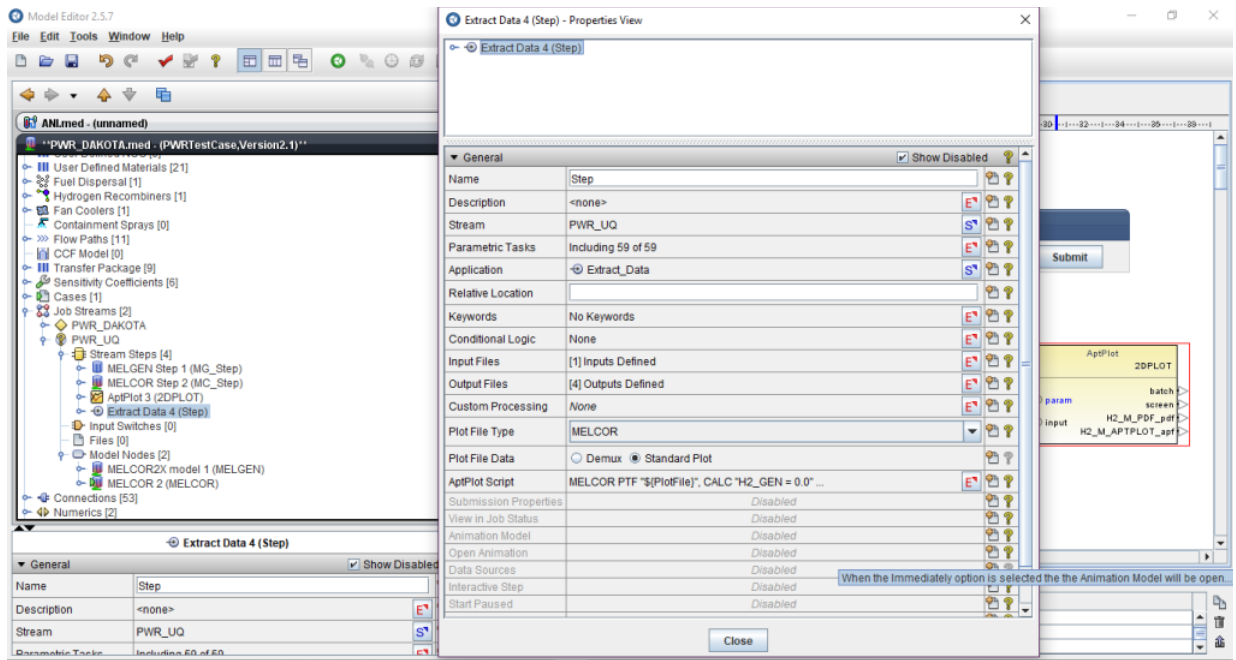 Model Editor 2.5.7
File Edit Tools Window Help
ANI.med - (unnamed)
**PWR_DAKOTA.med - (PWRTestCase,Version2.1)**
User Defined Materials [21]
Fuel Dispersal [1]
Hydrogen Recombiners [1]
Fan Coolers [1]
Containment Sprays [0]
Flow Paths [11]
CCF Model [0]
Transfer Package [9]
Sensitivity Coefficients [6]
Cases [1]
Job Streams [2]
PWR_DAKOTA
PWR_UQ
Stream Steps [4]
MELGEN Step 1 (MG_Step)
MELCOR Step 2 (MC_Step)
AptPlot 3 (2DPLOT)
Extract Data 4 (Step)
Input Switches [0]
Files [0]
Model Nodes [2]
MELCOR2X model 1 (MELGEN)
MELCOR 2 (MELCOR)
Connections [53]
Numerics [2]
Extract Data 4 (Step)
General Show Disabled
Name Step
Description <none>
Stream PWR_UQ
Parametric Tasks Including 59 of 59
Extract Data 4 (Step) - Properties View
Extract Data 4 (Step)
General Show Disabled
Name Step
Description <none>
Stream PWR_UQ
Parametric Tasks Including 59 of 59
Application Extract_Data
Relative Location
Keywords No Keywords
Conditional Logic None
Input Files [1] Inputs Defined
Output Files [4] Outputs Defined
Custom Processing None
Plot File Type MELCOR
Plot File Data Demux Standard Plot
AptPlot Script MELCOR PTF "${PlotFile}", CALC "H2_GEN = 0.0" ...
Submission Properties Disabled
View in Job Status Disabled
Animation Model Disabled
Open Animation Disabled
Data Sources Disabled
Interactive Step Disabled
Start Paused Disabled
Close
30 32 34 36 38
Submit
AptPlot
2DPLOT
batch
param
screen
H2_M_PDF_pdf
input
H2_M_APTPLOT_apf
When the Immediately option is selected the the Animation Model will be open...